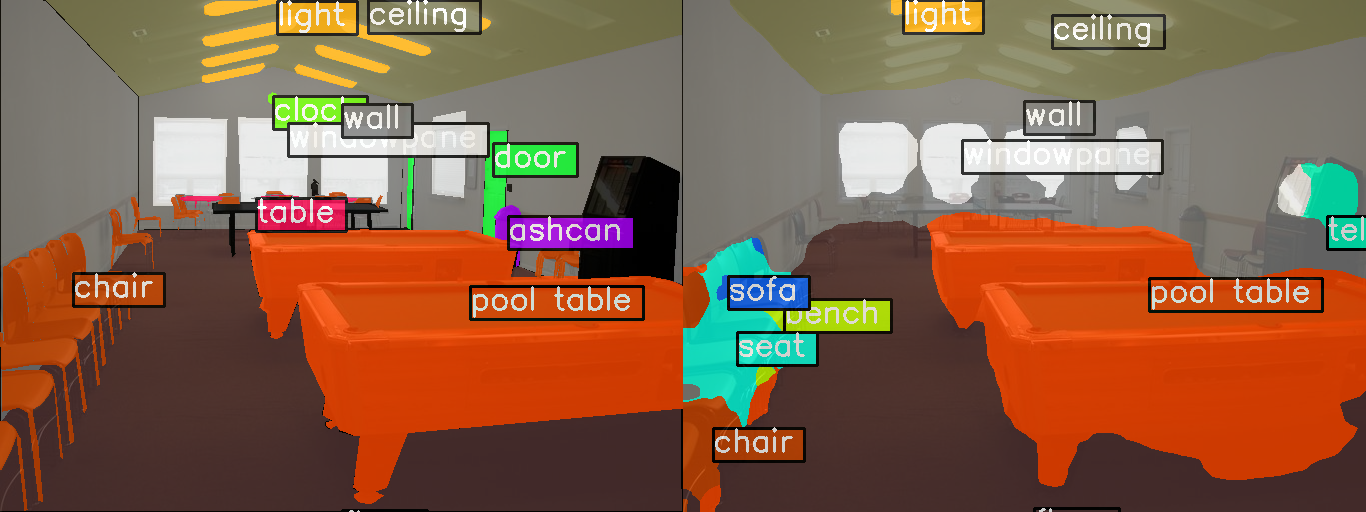 light
ceiling
clock
wall
windowpane
door
table
ashcan
chair
pool table
light
ceiling
wall
windowpane
tel
sofa
bench
seat
pool table
chair